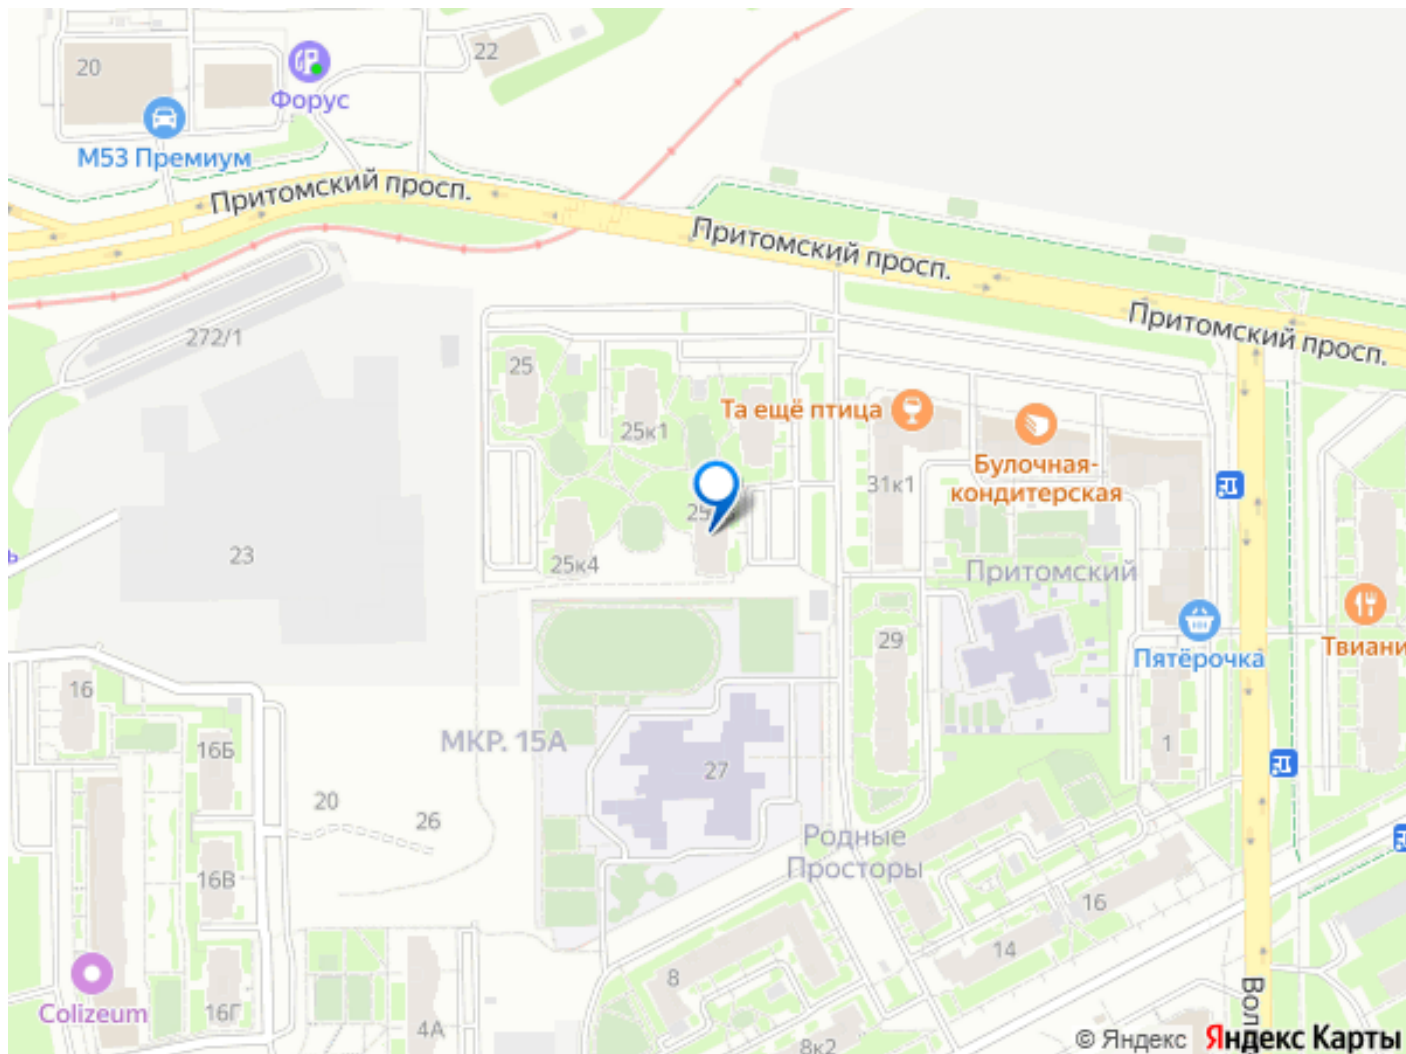 22
20
Форус
М53 Премиум
Притомский просп.
Притомский просп.
Притомский просп.
272/1
25
Та ещё птица
25к1
Булочная-
кондитерская
31к1
23
25к4
Притомский
29
Пятёрочка
Твиани
16
МКР. 15А
16Б
1
27
20
26
Родные
Просторы
16В
16
14
8
Colizeum
16Г
4А
8к2
© Яндекс
Яндекс Карты